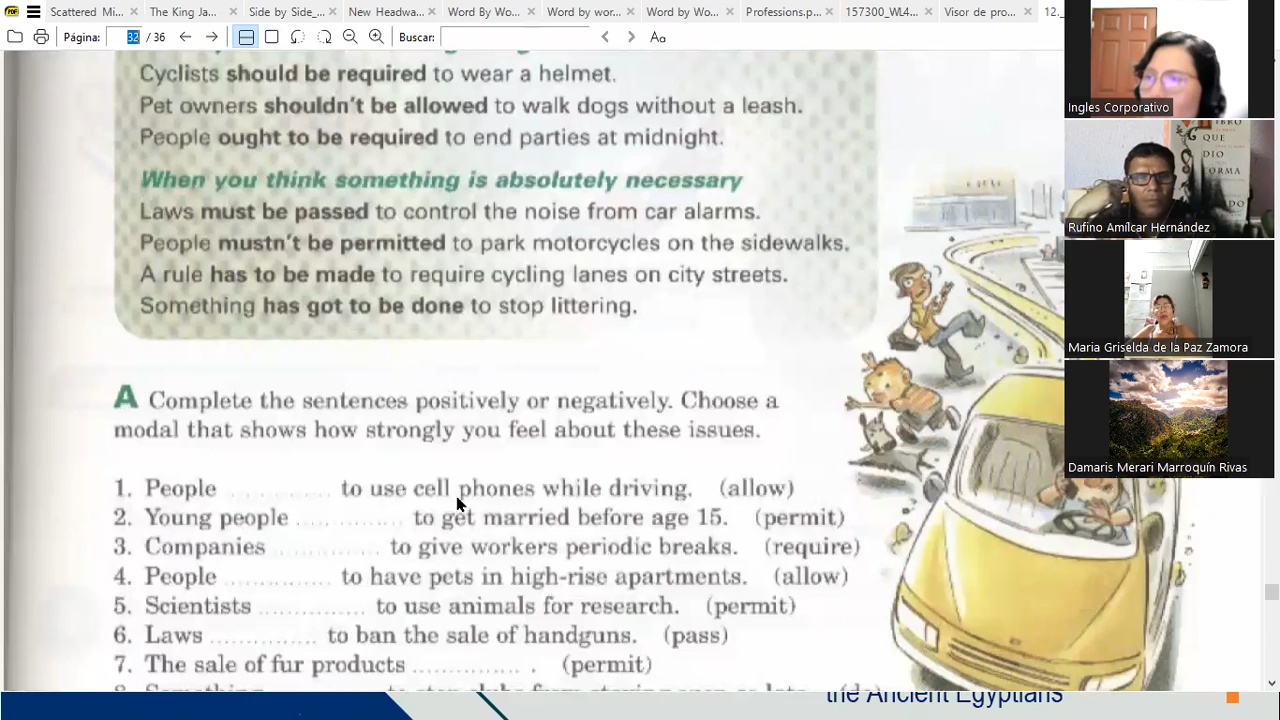 Scattered Mi...
The King Ja...
Side by Side_...
New Headwa...
Word By Wo...
Word by wor...
Word by Wo...
Professions.p...
157300_WL4...
Visor de pro...
12._
Página: 32 / 36
Buscar:
Aa
Cyclists should be required to wear a helmet.
Pet owners shouldn't be allowed to walk dogs without a leash.
People ought to be required to end parties at midnight.
When you think something is absolutely necessary
Laws must be passed to control the noise from car alarms.
People mustn't be permitted to park motorcycles on the sidewalks.
A rule has to be made to require cycling lanes on city streets.
Something has got to be done to stop littering.
A Complete the sentences positively or negatively. Choose a
modal that shows how strongly you feel about these issues.
1. People ............ to use cell phones while driving. (allow)
2. Young people ............ to get married before age 15. (permit)
3. Companies ............ to give workers periodic breaks. (require)
4. People ............ to have pets in high-rise apartments. (allow)
5. Scientists ............ to use animals for research. (permit)
6. Laws ............ to ban the sale of handguns. (pass)
7. The sale of fur products ............ . (permit)
the Ancient Egyptians
Ingles Corporativo
QUE
DIO
Rufino Amílcar Hernández
Maria Griselda de la Paz Zamora
Damaris Merari Marroquín Rivas